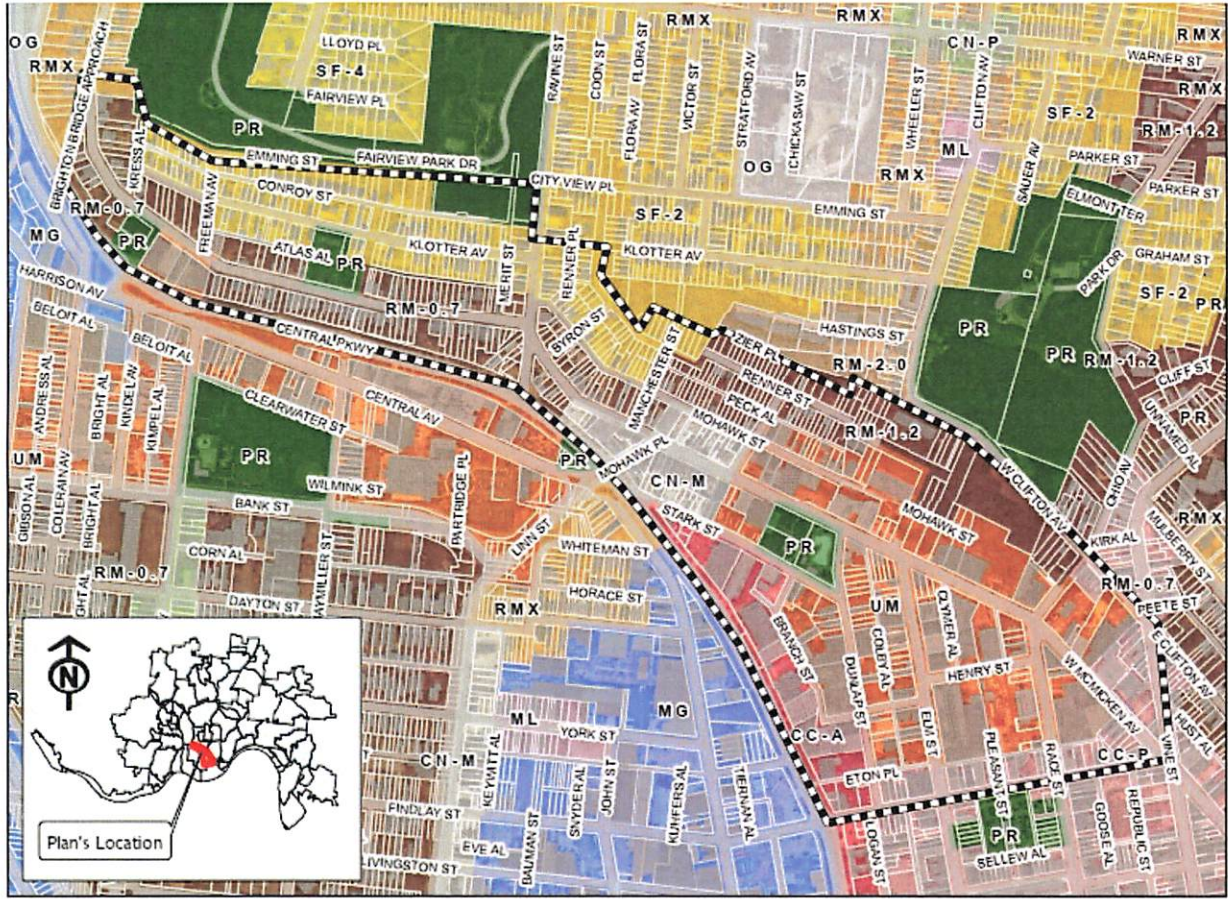 RMX
RMX
RMX
OG
RMX
BRIGHTON BRIDGE APPROACH
LLOYD PL
SF-4
FAIRVIEW PL
RAVINE ST
COON ST
FLORA ST
FLORA AV
VICTOR ST
STRATFORD AV
CHICKASAW ST
WHEELER ST
CN-P
CLIFTON AV
WARNER ST
SF-2
RMX
RM-1.2
PR
KRESS AL
EMMING ST
FAIRVIEW PARK DR
CITY VIEW PL
OG
RMX
ML
SAUER AV
PARKER ST
PARKER ST
ELMONT TER
CONROY ST
FREEMAN AV
SF-2
EMMING ST
RM-0.7
MG
PR
ATLAS AL
PR
KLOTTER AV
MERIT ST
RENNER PL
KLOTTER AV
PARK DR
GRAHAM ST
SF-2
PR
HARRISON AV
BELOIT AL
BELOIT AL
RM-0.7
CENTRAL PKWY
BYRON ST
MANCHESTER ST
ZIER PL
HASTINGS ST
RM-2.0
PR
PR
RM-1.2
CLIFF ST
ANDRESS AL
BRIGHT AL
KINDEL AV
KIMPEL AL
CLEARWATER ST
CENTRAL AV
RENNER ST
PECK AL
MOHAWK ST
RM-1.2
UNNAMED AL
PR
UM
PR
PR
MOHAWK PL
CN-M
W CLIFTON AV
OHIO AV
GIBSON AL
COLERAIN AV
BRIGHT AL
BANK ST
WILMINK ST
PARTRIDGE PL
LINN ST
STARK ST
MOHAWK ST
PR
KIRK AL
MULBERRY ST
RMX
CORN AL
WHITEMAN ST
RM-0.7
RM-0.7
DAYTON ST
RMX
HORACE ST
UM
PEETE ST
BRANCH ST
COLBY AL
CLYMER AL
E CLIFTON AV
DUNLAP ST
HENRY ST
W MCMICKEN AV
N
ML
MG
YORK ST
CC-A
ELM ST
PLEASANT ST
RACE ST
CC-P
VINE ST
HUST AL
CN-M
KEYWATT AL
SNYDER AL
JOHN ST
KUHFERS AL
TIERNAN AL
ETON PL
FINDLAY ST
Plan's Location
EVE AL
LIVINGSTON ST
BAUMAN ST
LOGAN ST
PR
SELLEW AL
GOOSE AL
REPUBLIC ST